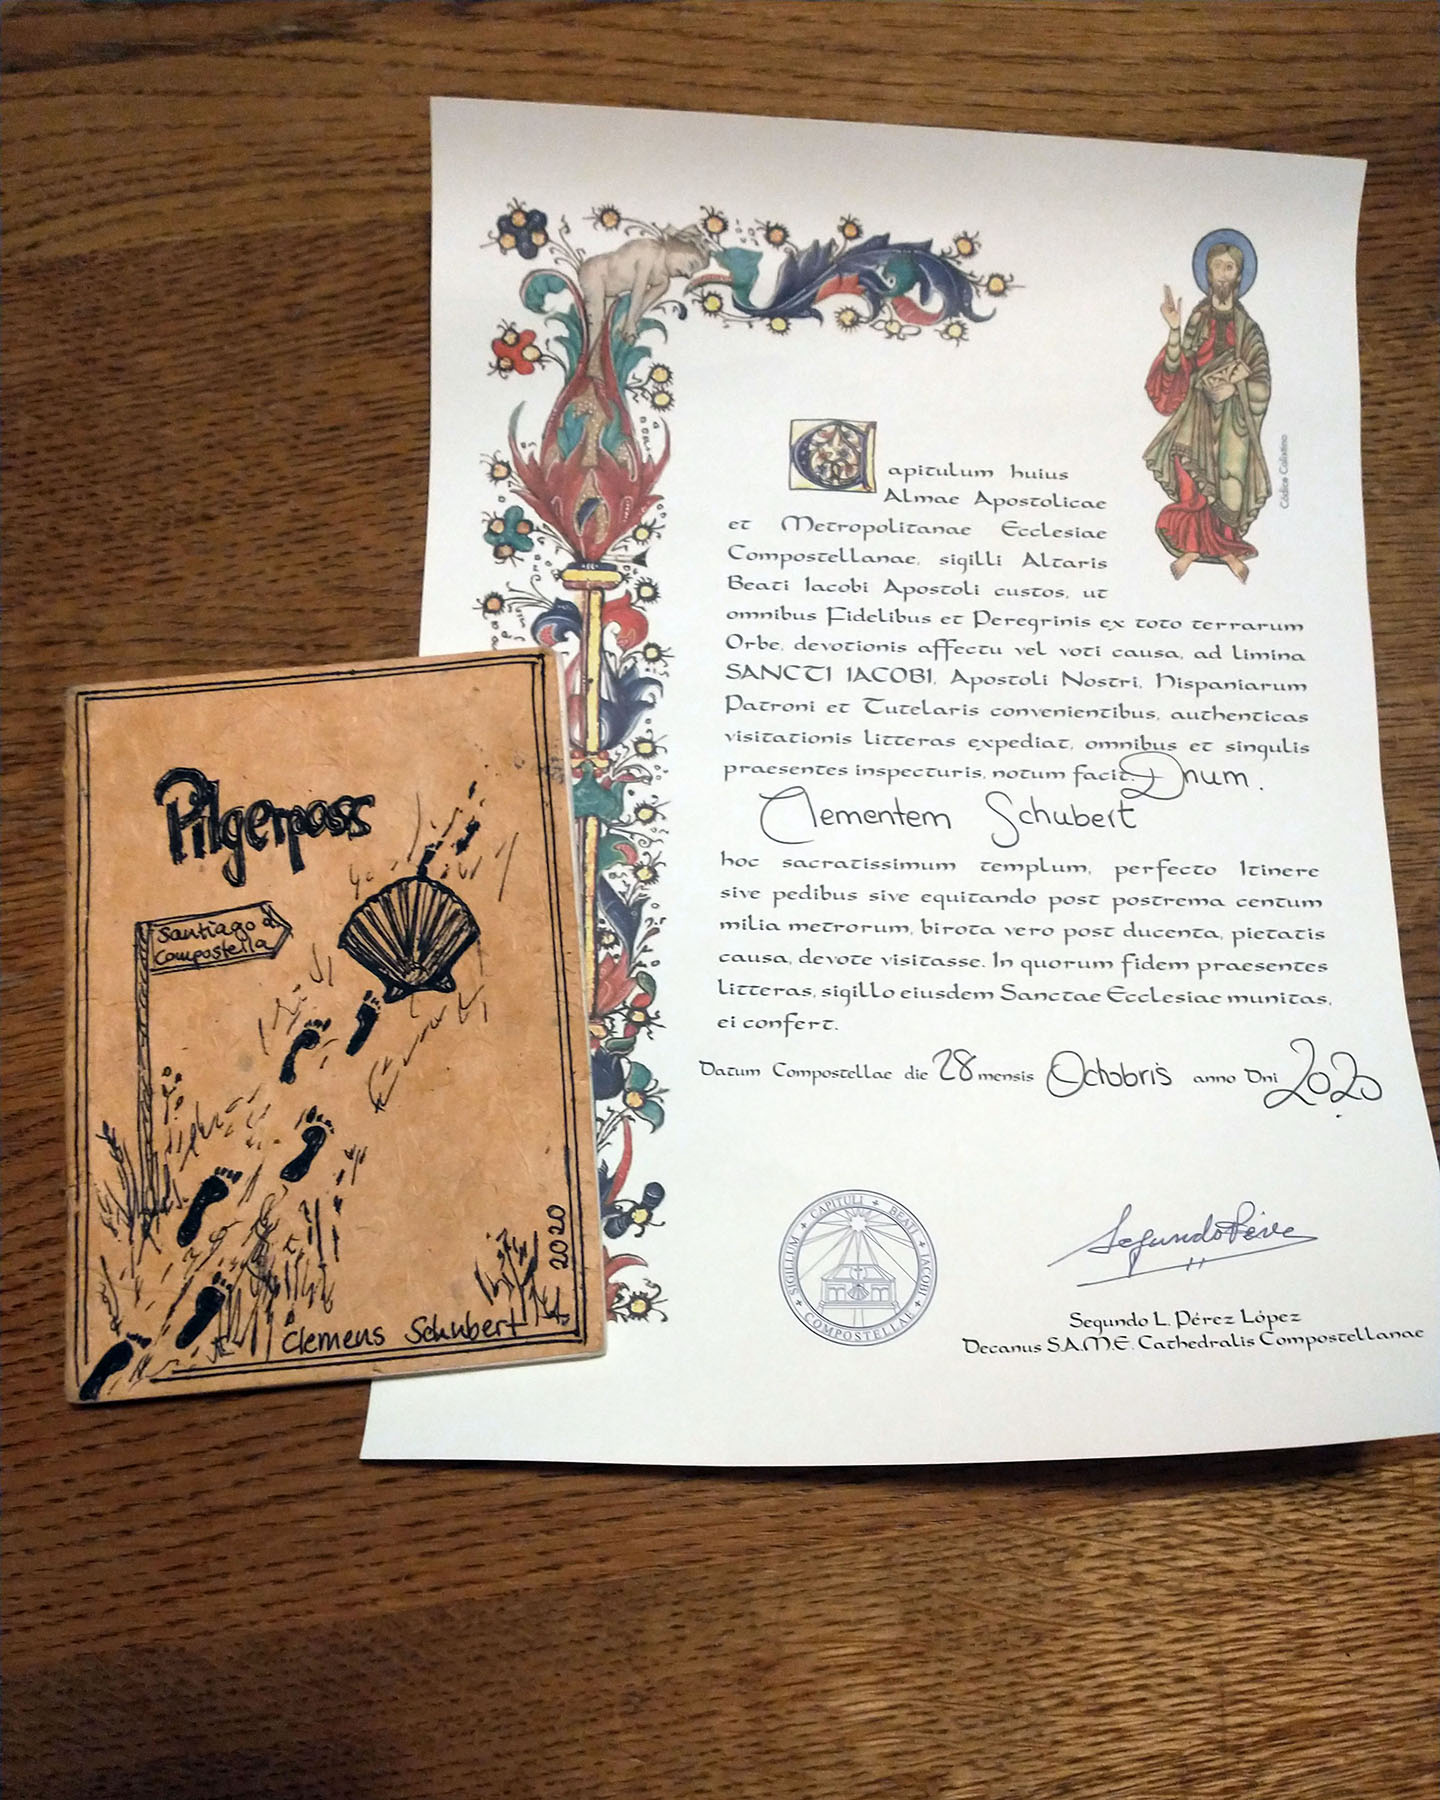 Pilgerpass
Santiago d
Compostella
2020
Clemens Schubert
Códice Calixtino
Capitulum huius
Almae Apostolicae
et Metropolitanae Ecclesiae
Compostellanae, sigilli Altaris
Beati Iacobi Apostoli custos, ut
omnibus Fidelibus et Peregrinis ex toto terrarum
Orbe, devotionis affectu vel voti causa, ad limina
SANCTI IACOBI, Apostoli Nostri, Hispaniarum
Patroni et Tutelaris convenientibus, authenticas
visitationis litteras expediat, omnibus et singulis
praesentes inspecturis, notum facit: Dnum.
Clementem Schubert
hoc sacratissimum templum, perfecto Itinere
sive pedibus sive equitando post postrema centum
milia metrorum, birota vero post ducenta, pietatis
causa, devote visitasse. In quorum fidem praesentes
litteras, sigillo eiusdem Sanctae Ecclesiae munitas,
ei confert.
Datum Compostellae die 28 mensis Octobris anno Dni 2020
SIGILLUM + CAPITULI + BEATI + IACOBI + COMPOSTELLAE +
Segundo Pérez
Segundo L. Pérez López
Decanus S.A.M.E. Cathedralis Compostellanae